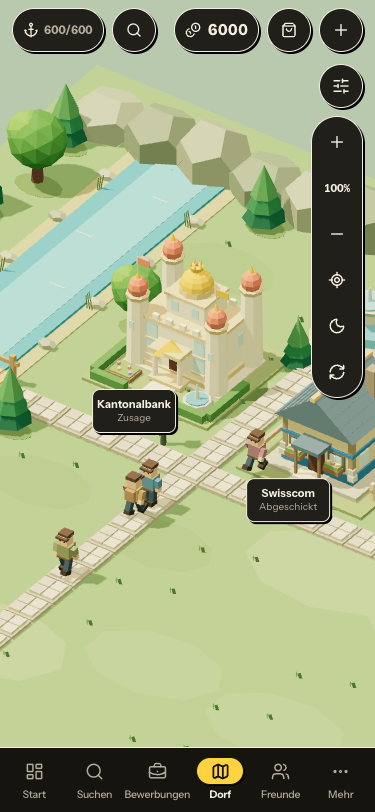 600/600
6000
100%
Kantonalbank
Zusage
Swisscom
Abgeschickt
Start
Suchen
Bewerbungen
Dorf
Freunde
Mehr